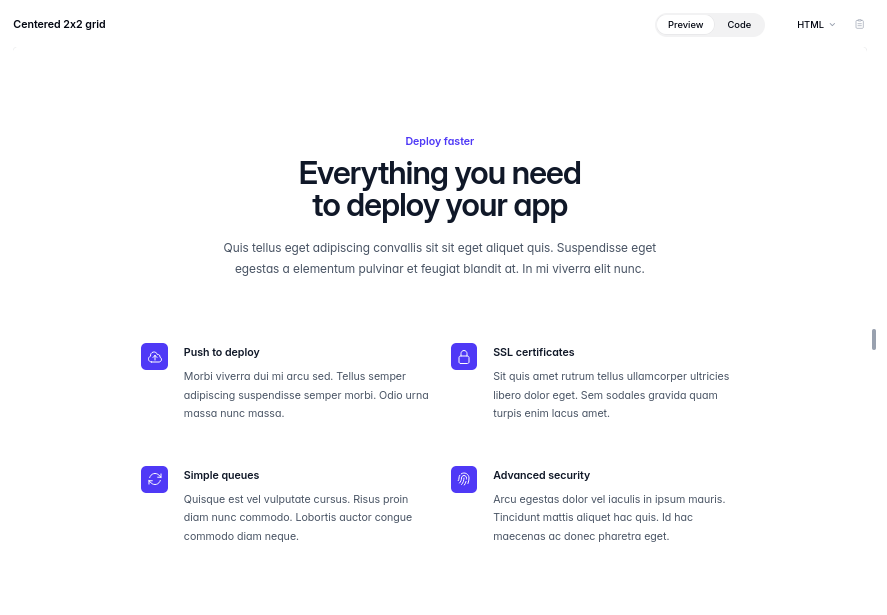 Centered 2x2 grid
Preview
Code
HTML
Deploy faster
Everything you need
to deploy your app
Quis tellus eget adipiscing convallis sit sit eget aliquet quis. Suspendisse eget
egestas a elementum pulvinar et feugiat blandit at. In mi viverra elit nunc.
Push to deploy
Morbi viverra dui mi arcu sed. Tellus semper
adipiscing suspendisse semper morbi. Odio urna
massa nunc massa.
SSL certificates
Sit quis amet rutrum tellus ullamcorper ultricies
libero dolor eget. Sem sodales gravida quam
turpis enim lacus amet.
Simple queues
Quisque est vel vulputate cursus. Risus proin
diam nunc commodo. Lobortis auctor congue
commodo diam neque.
Advanced security
Arcu egestas dolor vel iaculis in ipsum mauris.
Tincidunt mattis aliquet hac quis. Id hac
maecenas ac donec pharetra eget.